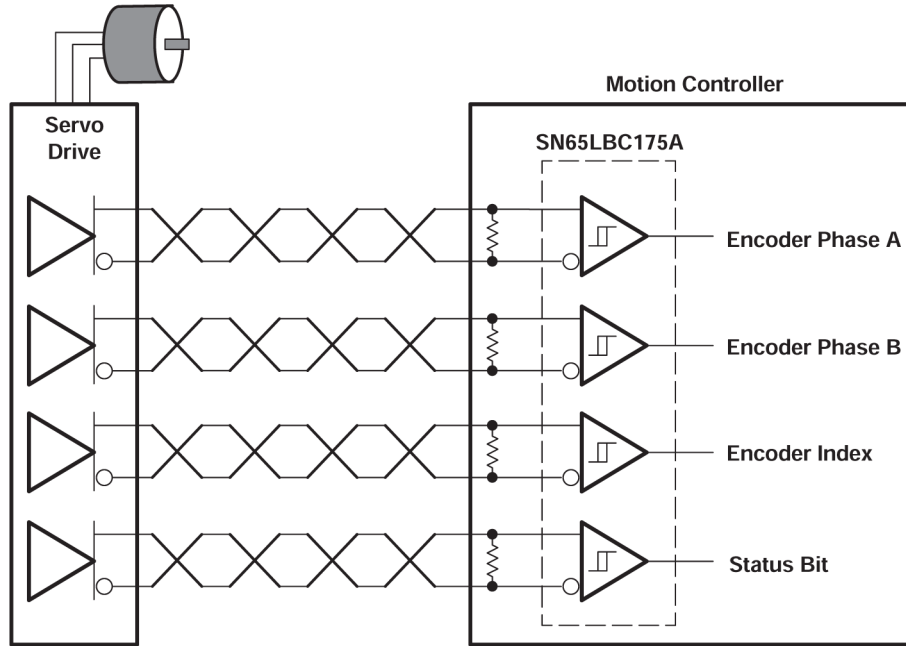 Motion Controller
Servo
Drive
SN65LBC175A
Encoder Phase A
Encoder Phase B
Encoder Index
Status Bit